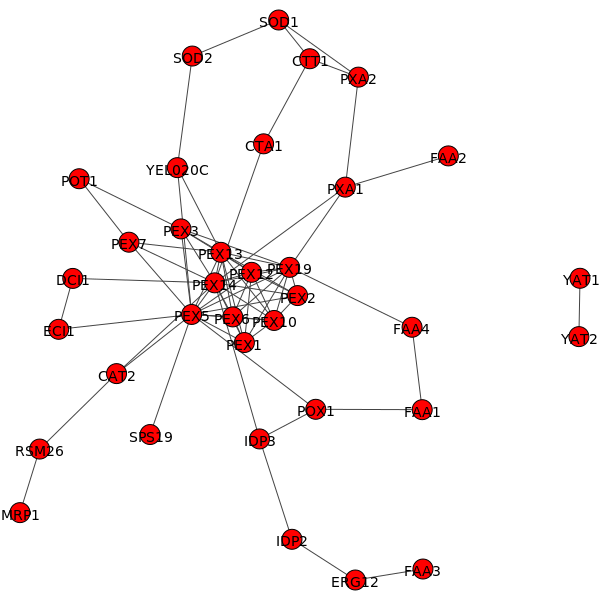 SOD1
SOD2
CTT1
PXA2
CTA1
FAA2
YEL020C
POT1
PXA1
PEX3
PEX7
PEX13
PEX12
PEX19
DCI1
PEX14
YAT1
PEX2
PEX5
PEX6
PEX10
ECI1
FAA4
YAT2
PEX1
CAT2
POX1
FAA1
SPS19
IDP3
RSM26
MRP1
IDP2
FAA3
ERG12